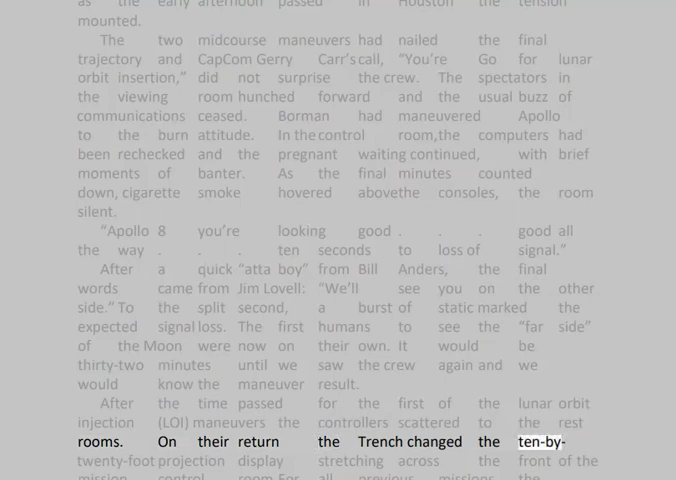 as the early afternoon passed in Houston the tension
mounted.
The two midcourse maneuvers had nailed the final
trajectory and CapCom Gerry Carr's call, “You're Go for lunar
orbit insertion,” did not surprise the crew. The spectators in
the viewing room hunched forward and the usual buzz of
communications ceased. Borman had maneuvered Apollo
to the burn attitude. In the control room, the computers had
been rechecked and the pregnant waiting continued, with brief
moments of banter. As the final minutes counted
down, cigarette smoke hovered abovethe consoles, the room
silent.
“Apollo 8 you're looking good . . . good all
the way . . . ten seconds to loss of signal.”
After a quick “atta boy” from Bill Anders, the final
words came from Jim Lovell: “We'll see you on the other
side.” To the split second, a burst of static marked the
expected signal loss. The first humans to see the “far side”
of the Moon were now on their own. It would be
thirty-two minutes until we saw the crew again and we
would know the maneuver result.
After the time passed for the first of the lunar orbit
injection (LOI) maneuvers the controllers scattered to the rest
rooms. On their return the Trench changed the ten-by-
twenty-foot projection display stretching across the front of the
mission control room. For all previous missions the